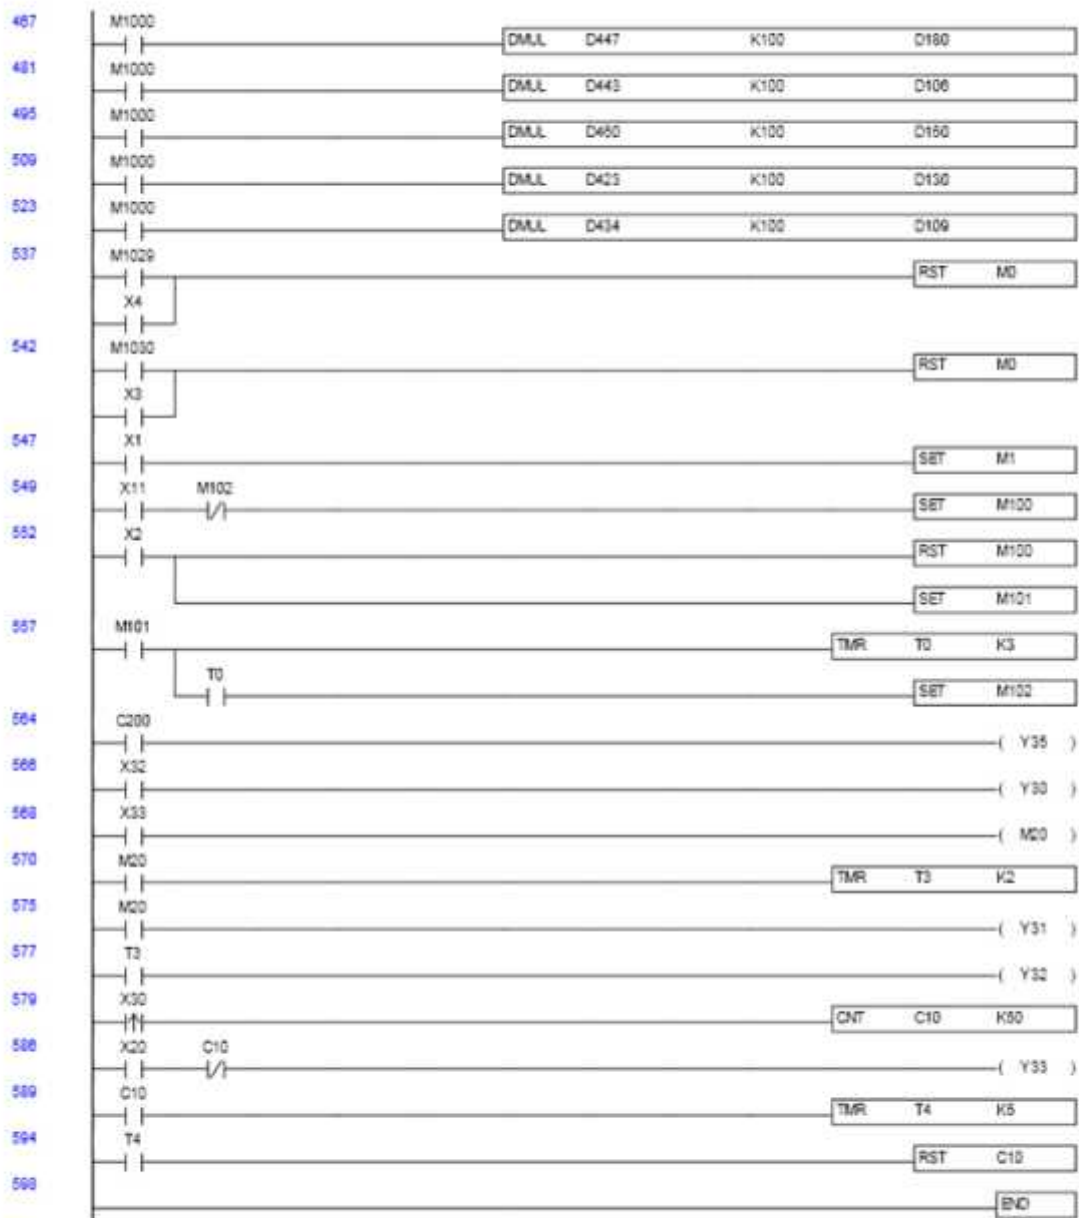 467 M1000 DMUL D447 K100 D180
481 M1000 DMUL D443 K100 D106
495 M1000 DMUL D450 K100 D150
509 M1000 DMUL D423 K100 D130
523 M1000 DMUL D434 K100 D109
537 M1029 RST M0
X4
542 M1030 RST M0
X3
547 X1 SET M1
549 X11 M102 SET M100
552 X2 RST M100
SET M101
557 M101 TMR T0 K3
T0 SET M102
564 C200 ( Y35 )
566 X32 ( Y30 )
568 X33 ( M20 )
570 M20 TMR T3 K2
575 M20 ( Y31 )
577 T3 ( Y32 )
579 X30 CNT C10 K50
586 X20 C10 ( Y33 )
589 C10 TMR T4 K5
594 T4 RST C10
598 END